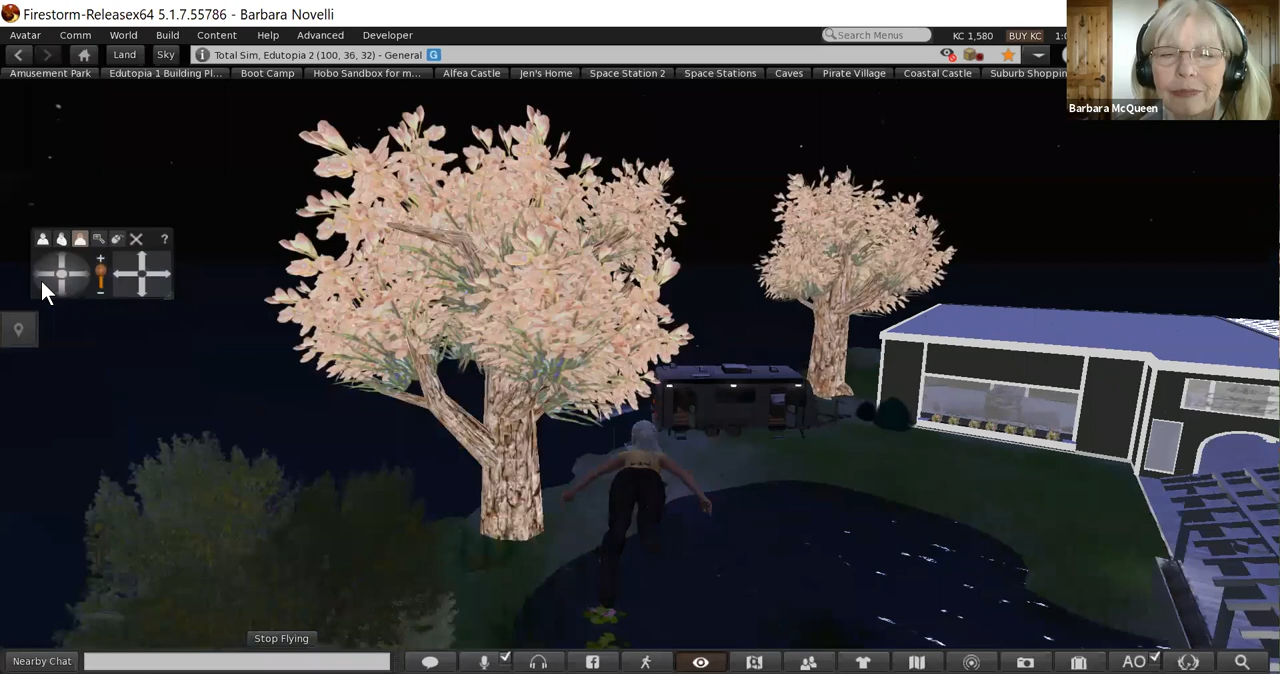 Firestorm-Releasex64 5.1.7.55786 - Barbara Novelli
Avatar Comm World Build Content Help Advanced Developer Search Menus KC 1,580 BUY KC
Land Sky Total Sim, Edutopia 2 (100, 36, 32) - General G
Amusement Park Edutopia 1 Building Pl... Boot Camp Hobo Sandbox for m... Alfea Castle Jen's Home Space Station 2 Space Stations Caves Pirate Village Coastal Castle Suburb Shoppin
Barbara McQueen
?
Stop Flying
Nearby Chat AO